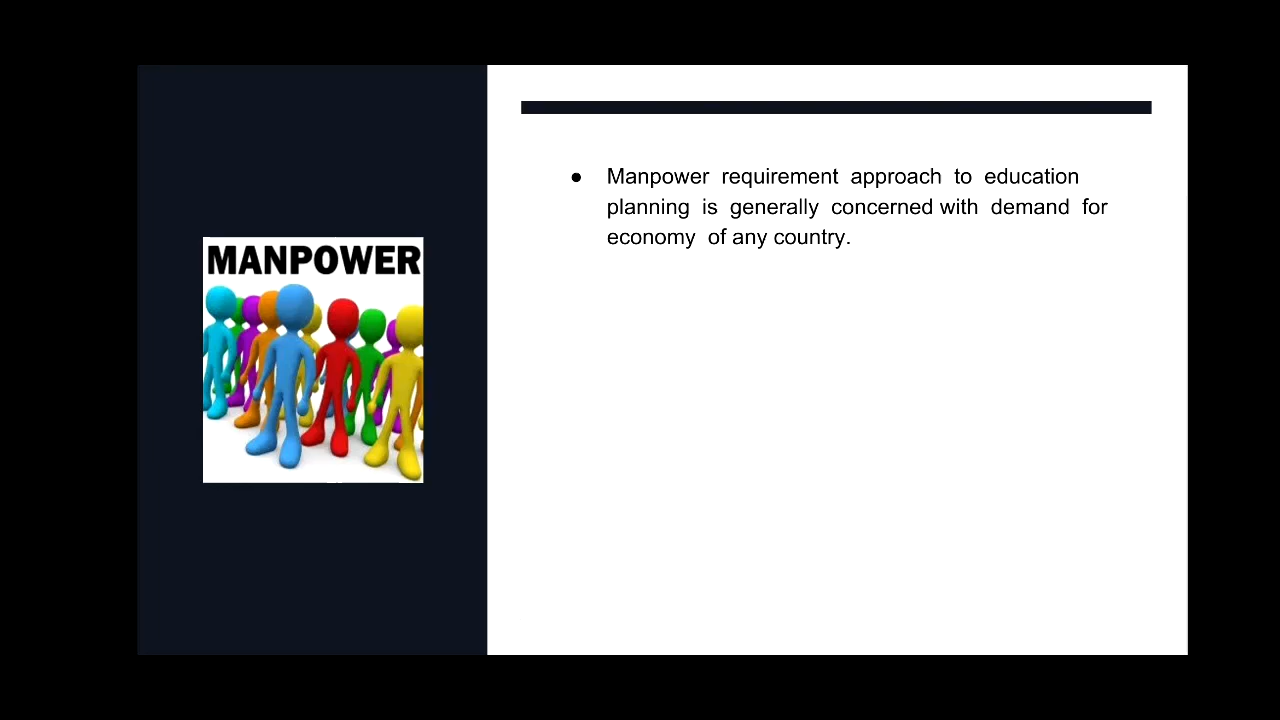 MANPOWER
● Manpower requirement approach to education
planning is generally concerned with demand for
economy of any country.